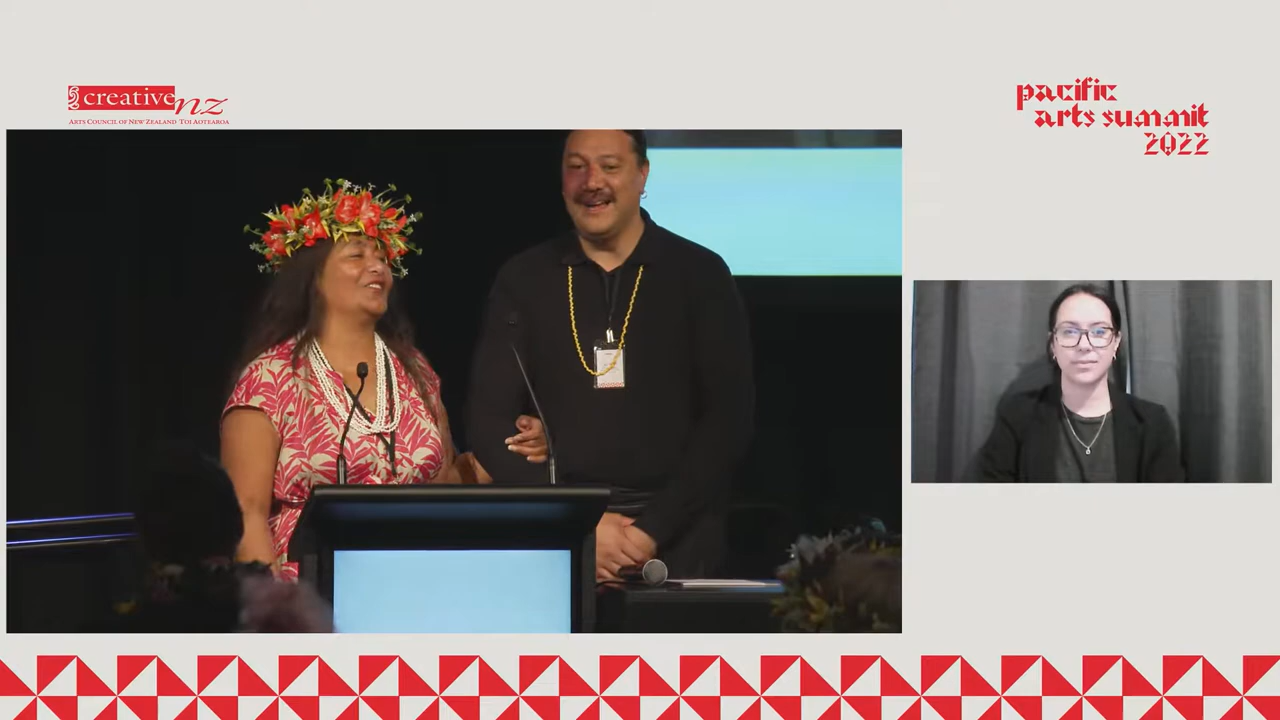 creative nz
ARTS COUNCIL OF NEW ZEALAND TOI AOTEAROA
pacific
arts summit
2022